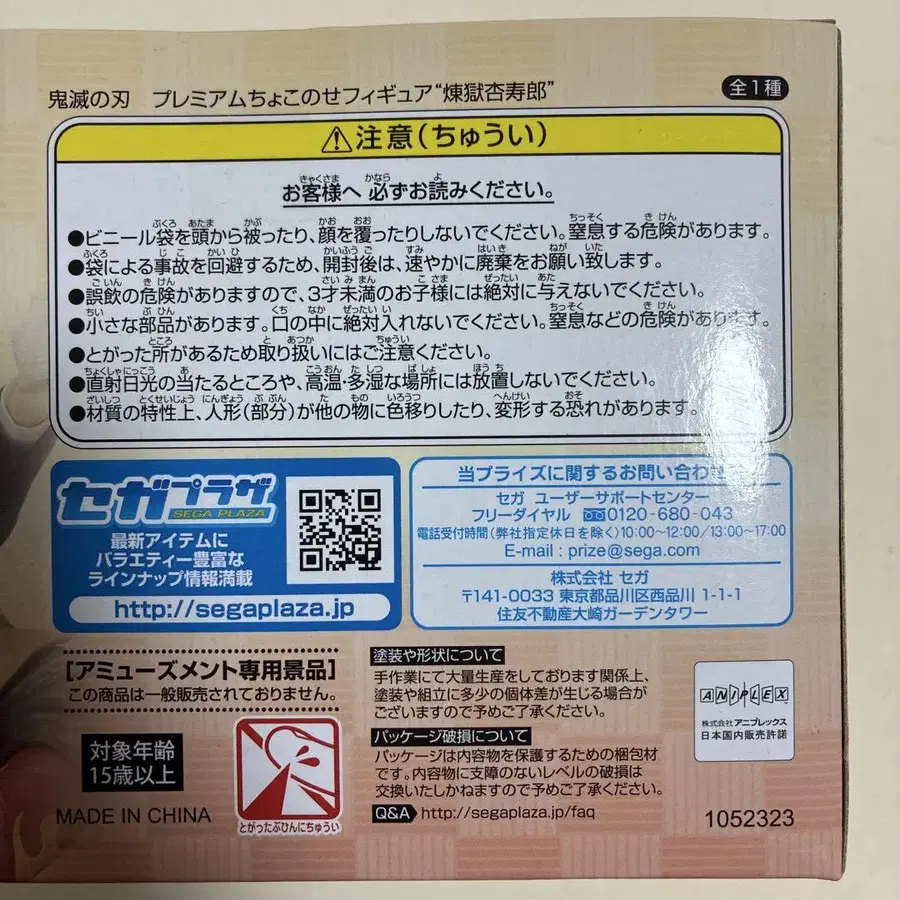 鬼滅の刃 プレミアムちょこのせフィギュア“煉獄杏寿郎” 全1種
⚠注意(ちゅうい)
お客様へ 必ずお読みください。
●ビニール袋を頭から被ったり、顔を覆ったりしないでください。窒息する危険があります。
●袋による事故を回避するため、開封後は、速やかに廃棄をお願い致します。
●誤飲の危険がありますので、3才未満のお子様には絶対に与えないでください。
●小さな部品があります。口の中に絶対入れないでください。窒息などの危険があります。
●とがった所があるため取り扱いにはご注意ください。
●直射日光の当たるところや、高温・多湿な場所には放置しないでください。
●材質の特性上、人形(部分)が他の物に色移りしたり、変形する恐れがあります。
セガプラザ
SEGA PLAZA
最新アイテムに
バラエティー豊富な
ラインナップ情報満載
http://segaplaza.jp
当プライズに関するお問い合わせ
セガ ユーザーサポートセンター
フリーダイヤル 0120-680-043
電話受付時間(弊社指定休日を除く)10:00~12:00/13:00~17:00
E-mail : prize@sega.com
株式会社 セガ
〒141-0033 東京都品川区西品川 1-1-1
住友不動産大崎ガーデンタワー
[アミューズメント専用景品]
この商品は一般販売されておりません。
対象年齢
15歳以上
とがったぶひんにちゅうい
MADE IN CHINA
塗装や形状について
手作業にて大量生産をしております関係上、
塗装や組立に多少の個体差が生じる場合が
ございますので予めご了承ください。
パッケージ破損について
パッケージは内容物を保護するための梱包材
です。内容物に支障のないレベルの破損は
交換いたしかねますのでご了承ください。
Q&A http://segaplaza.jp/faq
ANIPLEX
株式会社 アニプレックス
日本国内販売許諾
1052323